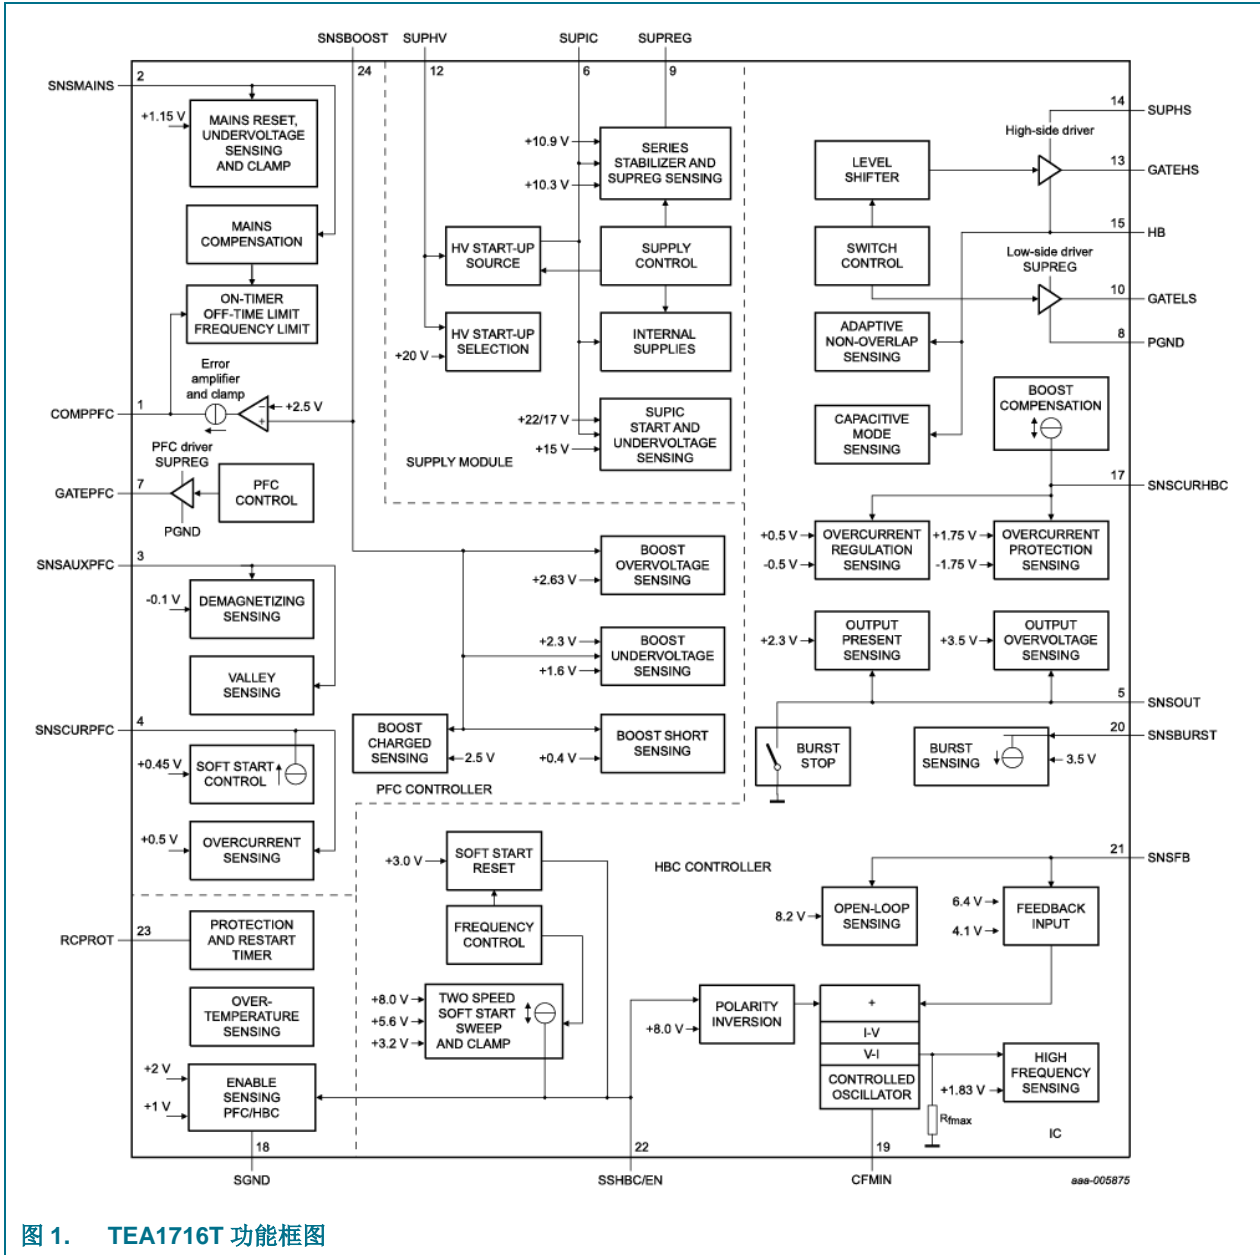 SNSBOOST SUPHV SUPIC SUPREG
24 12 6 9
SNSMAINS 2
+1.15 V
MAINS RESET,
UNDERVOLTAGE
SENSING
AND CLAMP
MAINS
COMPENSATION
ON-TIMER
OFF-TIME LIMIT
FREQUENCY LIMIT
Error
amplifier
and clamp
COMPPFC 1
− +2.5 V
+
PFC driver
SUPREG
GATEPFC 7
PFC
CONTROL
PGND
SNSAUXPFC 3
-0.1 V
DEMAGNETIZING
SENSING
VALLEY
SENSING
SNSCURPFC 4
+0.45 V
SOFT START
CONTROL
+0.5 V
OVERCURRENT
SENSING
+10.9 V
+10.3 V
SERIES
STABILIZER AND
SUPREG SENSING
HV START-UP
SOURCE
SUPPLY
CONTROL
HV START-UP
SELECTION
+20 V
INTERNAL
SUPPLIES
+22/17 V
+15 V
SUPIC
START AND
UNDERVOLTAGE
SENSING
SUPPLY MODULE
BOOST
OVERVOLTAGE
SENSING
+2.63 V
+2.3 V
+1.6 V
BOOST
UNDERVOLTAGE
SENSING
BOOST
CHARGED
SENSING
2.5 V
+0.4 V
BOOST SHORT
SENSING
PFC CONTROLLER
14 SUPHS
High-side driver
LEVEL
SHIFTER
13 GATEHS
15 HB
SWITCH
CONTROL
Low-side driver
SUPREG
10 GATELS
8 PGND
ADAPTIVE
NON-OVERLAP
SENSING
CAPACITIVE
MODE
SENSING
BOOST
COMPENSATION
17 SNSCURHBC
+0.5 V
-0.5 V
OVERCURRENT
REGULATION
SENSING
+1.75 V
-1.75 V
OVERCURRENT
PROTECTION
SENSING
+2.3 V
OUTPUT
PRESENT
SENSING
+3.5 V
OUTPUT
OVERVOLTAGE
SENSING
5 SNSOUT
20 SNSBURST
BURST
STOP
BURST
SENSING
3.5 V
HBC CONTROLLER
21 SNSFB
8.2 V
OPEN-LOOP
SENSING
6.4 V
4.1 V
FEEDBACK
INPUT
RCPROT 23
PROTECTION
AND RESTART
TIMER
OVER-
TEMPERATURE
SENSING
+2 V
+1 V
ENABLE
SENSING
PFC/HBC
18
SGND
+3.0 V
SOFT START
RESET
FREQUENCY
CONTROL
+8.0 V
+5.6 V
+3.2 V
TWO SPEED
SOFT START
SWEEP
AND CLAMP
22
SSHBC/EN
+8.0 V
POLARITY
INVERSION
+
I-V
V-I
CONTROLLED
OSCILLATOR
19
CFMIN
+1.83 V
HIGH
FREQUENCY
SENSING
Rfmax
IC
aaa-005875
图 1. TEA1716T 功能框图